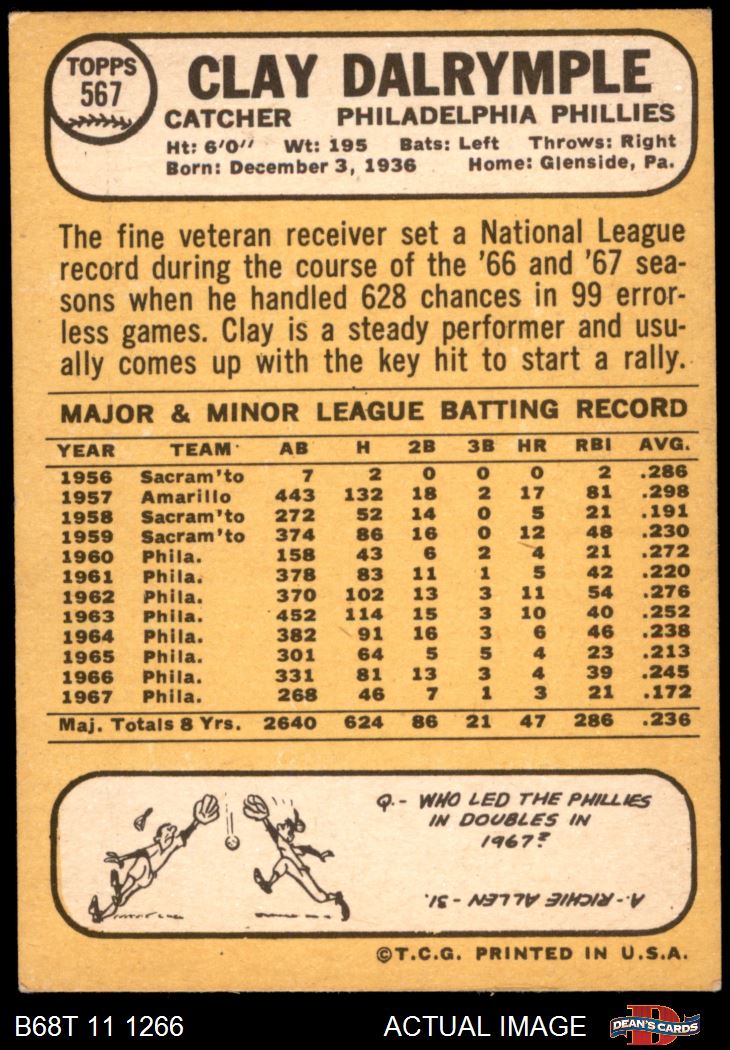 TOPPS
567
CLAY DALRYMPLE
CATCHER PHILADELPHIA PHILLIES
Ht: 6'0" Wt: 195 Bats: Left Throws: Right
Born: December 3, 1936 Home: Glenside, Pa.
The fine veteran receiver set a National League
record during the course of the '66 and '67 sea-
sons when he handled 628 chances in 99 error-
less games. Clay is a steady performer and usu-
ally comes up with the key hit to start a rally.
MAJOR & MINOR LEAGUE BATTING RECORD
YEAR TEAM AB H 2B 3B HR RBI AVG.
1956 Sacram'to 7 2 0 0 0 2 .286
1957 Amarillo 443 132 18 2 17 81 .298
1958 Sacram'to 272 52 14 0 5 21 .191
1959 Sacram'to 374 86 16 0 12 48 .230
1960 Phila. 158 43 6 2 4 21 .272
1961 Phila. 378 83 11 1 5 42 .220
1962 Phila. 370 102 13 3 11 54 .276
1963 Phila. 452 114 15 3 10 40 .252
1964 Phila. 382 91 16 3 6 46 .238
1965 Phila. 301 64 5 5 4 23 .213
1966 Phila. 331 81 13 3 4 39 .245
1967 Phila. 268 46 7 1 3 21 .172
Maj. Totals 8 Yrs. 2640 624 86 21 47 286 .236
Q.- WHO LED THE PHILLIES
IN DOUBLES IN
1967?
A.- RICHIE ALLEN - 31.
©T.C.G. PRINTED IN U.S.A.
B68T 11 1266 ACTUAL IMAGE
D
DEAN'S CARDS